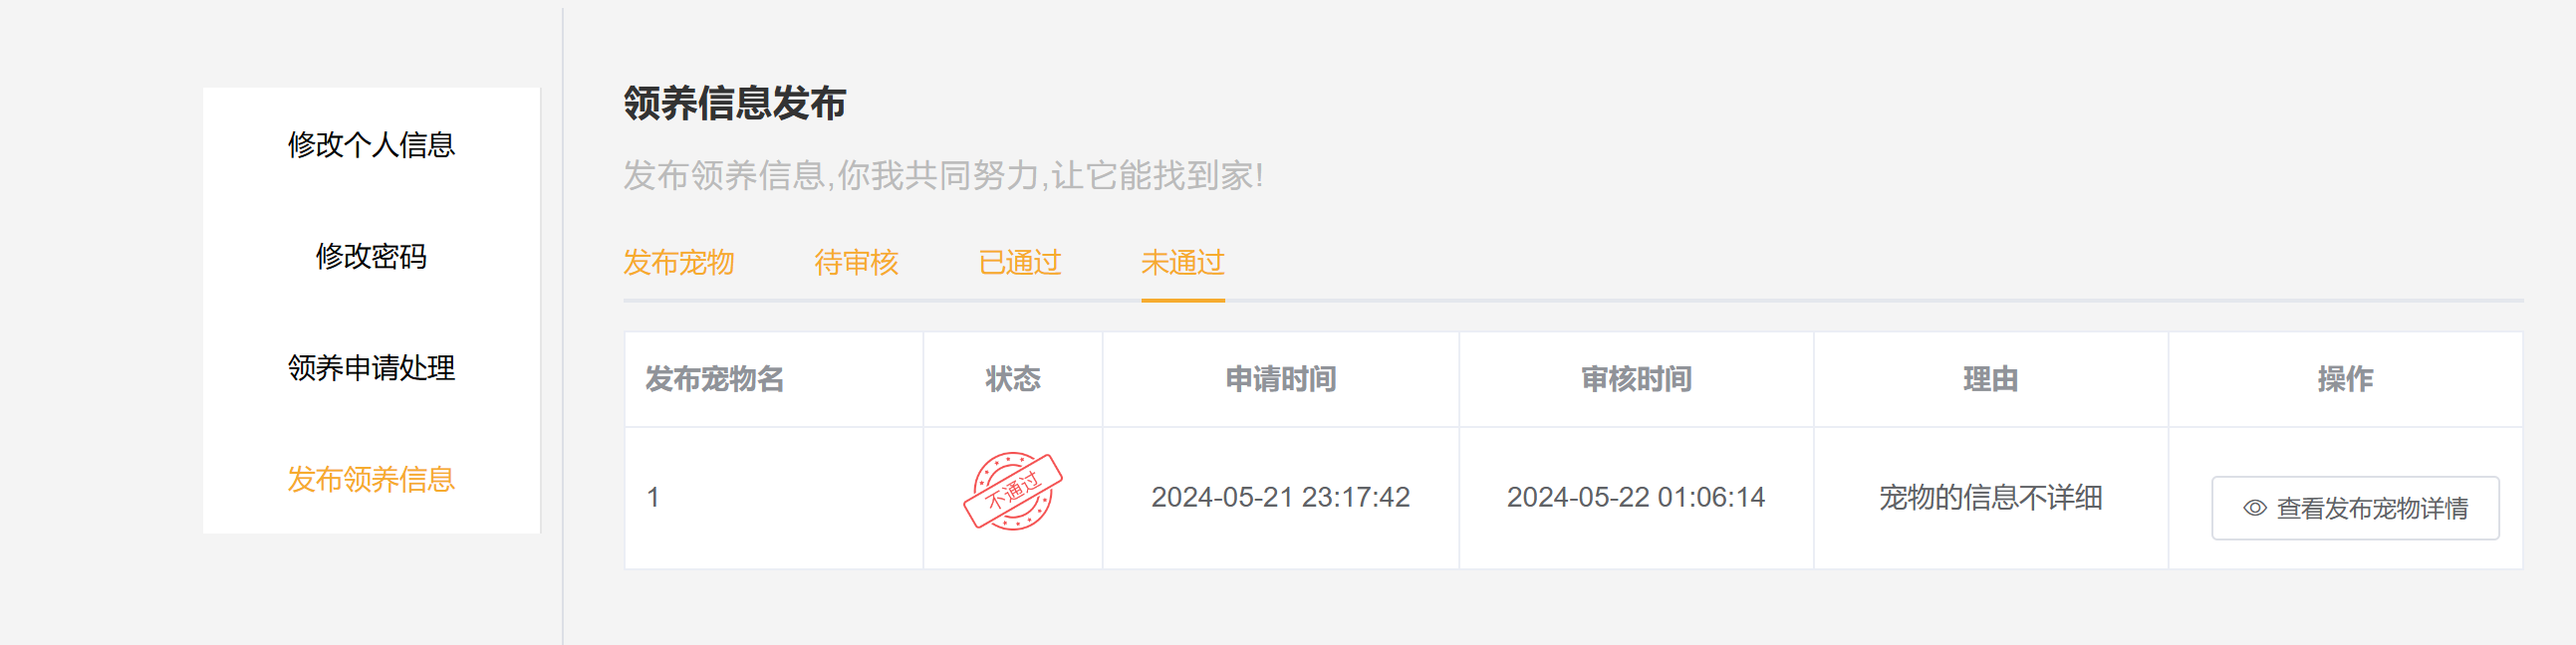 修改个人信息
修改密码
领养申请处理
发布领养信息
领养信息发布
发布领养信息,你我共同努力,让它能找到家!
发布宠物 待审核 已通过 未通过
发布宠物名 状态 申请时间 审核时间 理由 操作
1 不通过 2024-05-21 23:17:42 2024-05-22 01:06:14 宠物的信息不详细 查看发布宠物详情